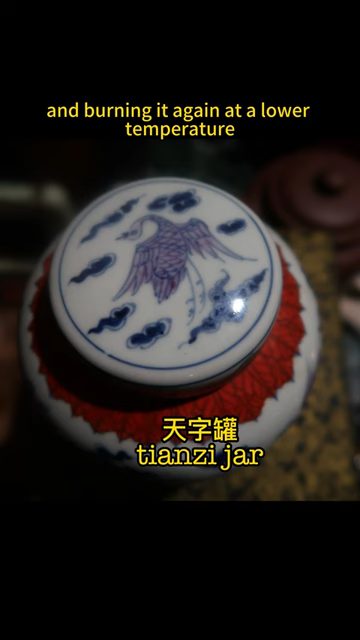 and burning it again at a lower
temperature
天字罐
tianzi jar